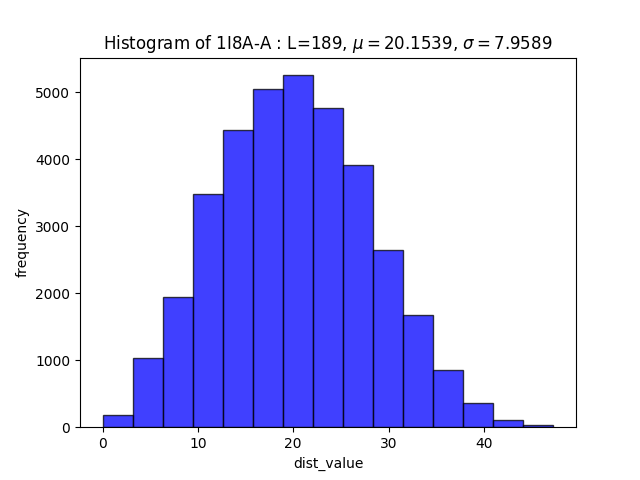 Histogram of 1I8A-A : L=189, μ = 20.1539, σ = 7.9589
5000
4000
3000
2000
1000
0
frequency
0 10 20 30 40
dist_value